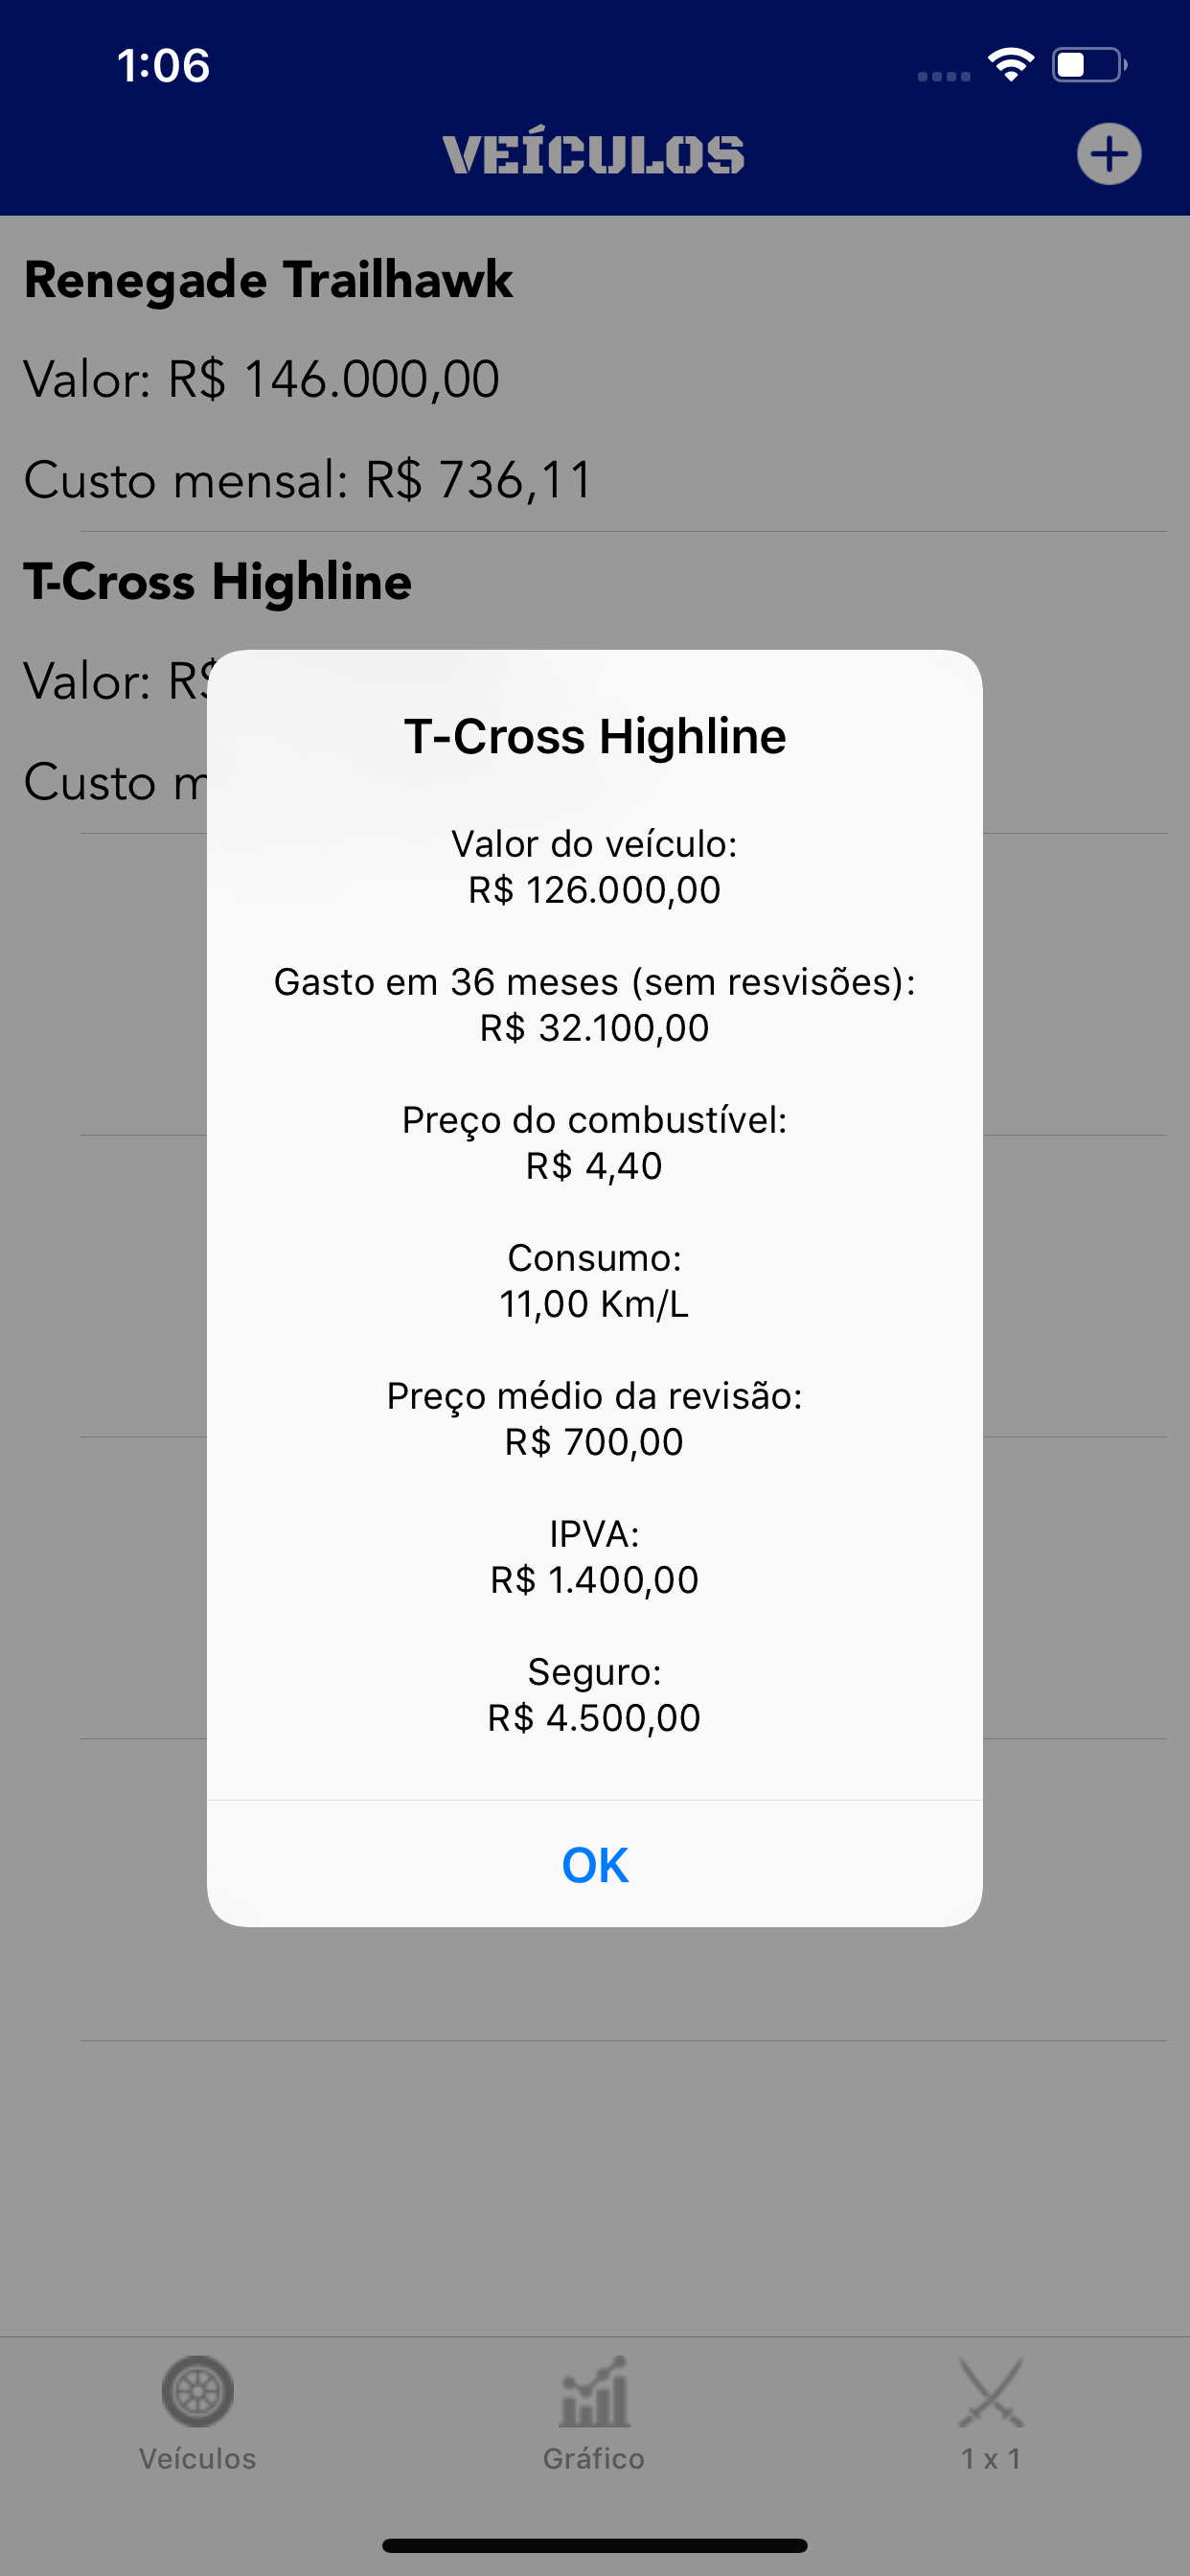 1:06
VEÍCULOS
Renegade Trailhawk
Valor: R$ 146.000,00
Custo mensal: R$ 736,11
T-Cross Highline
Valor: R$
Custo m
T-Cross Highline
Valor do veículo:
R$ 126.000,00
Gasto em 36 meses (sem resvisões):
R$ 32.100,00
Preço do combustível:
R$ 4,40
Consumo:
11,00 Km/L
Preço médio da revisão:
R$ 700,00
IPVA:
R$ 1.400,00
Seguro:
R$ 4.500,00
OK
Veículos
Gráfico
1 x 1